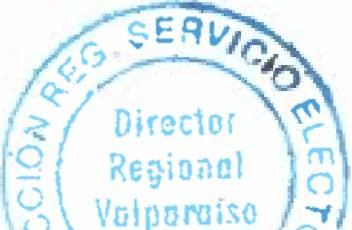 CCIÓN REG. SERVICIO ELECT
Director
Regional
Valparaiso